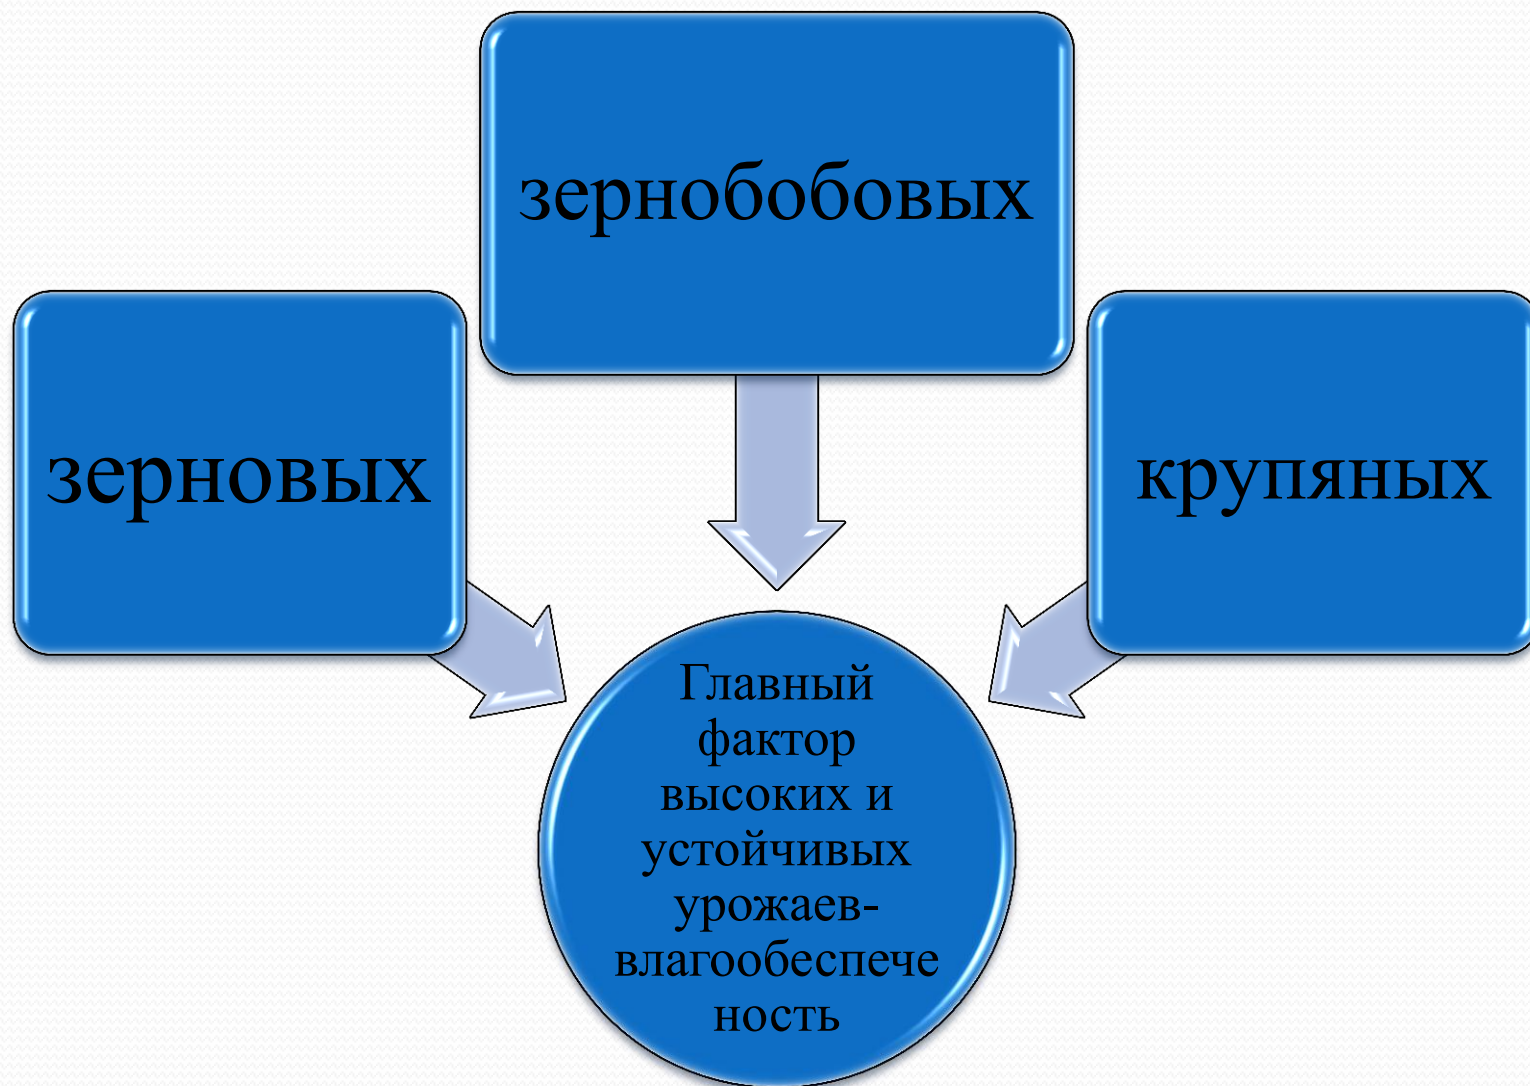 зернобобовых
зерновых
крупяных
Главный
фактор
высоких и
устойчивых
урожаев-
влагообеспече
ность